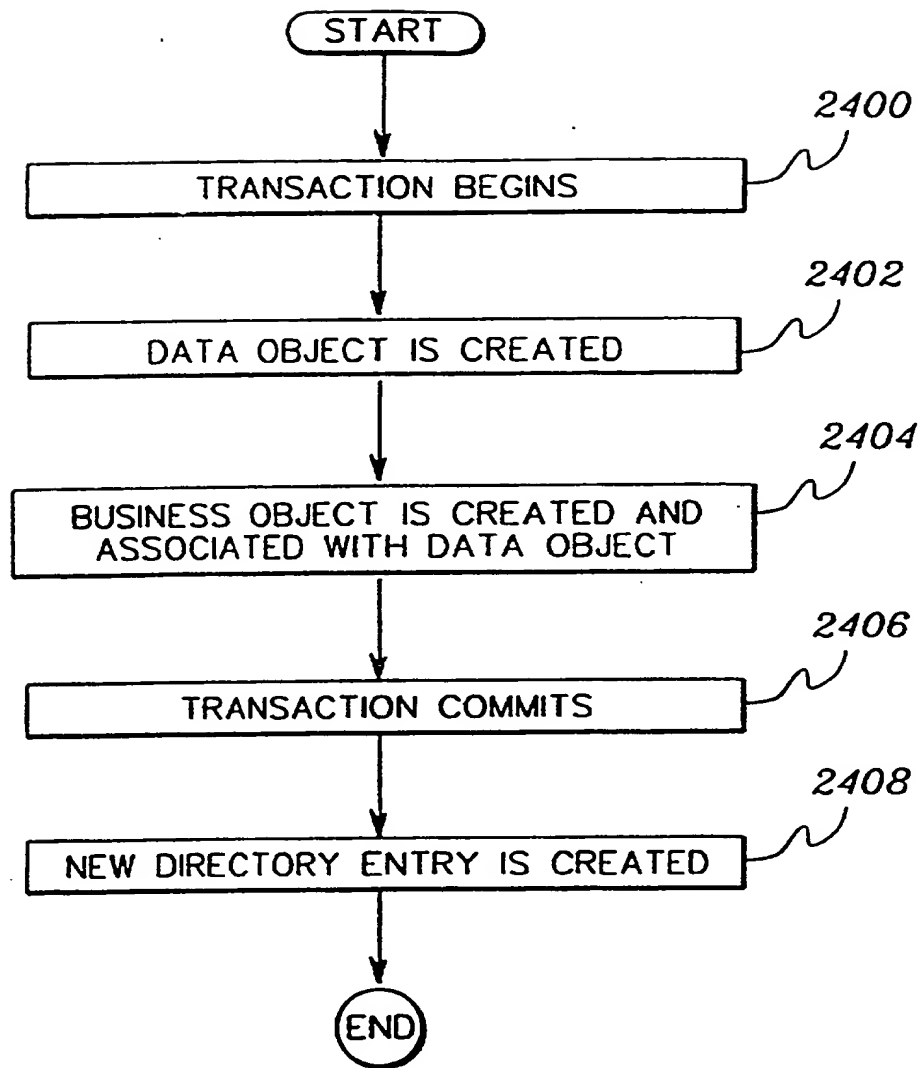 START
2400
TRANSACTION BEGINS
2402
DATA OBJECT IS CREATED
2404
BUSINESS OBJECT IS CREATED AND
ASSOCIATED WITH DATA OBJECT
2406
TRANSACTION COMMITS
2408
NEW DIRECTORY ENTRY IS CREATED
END